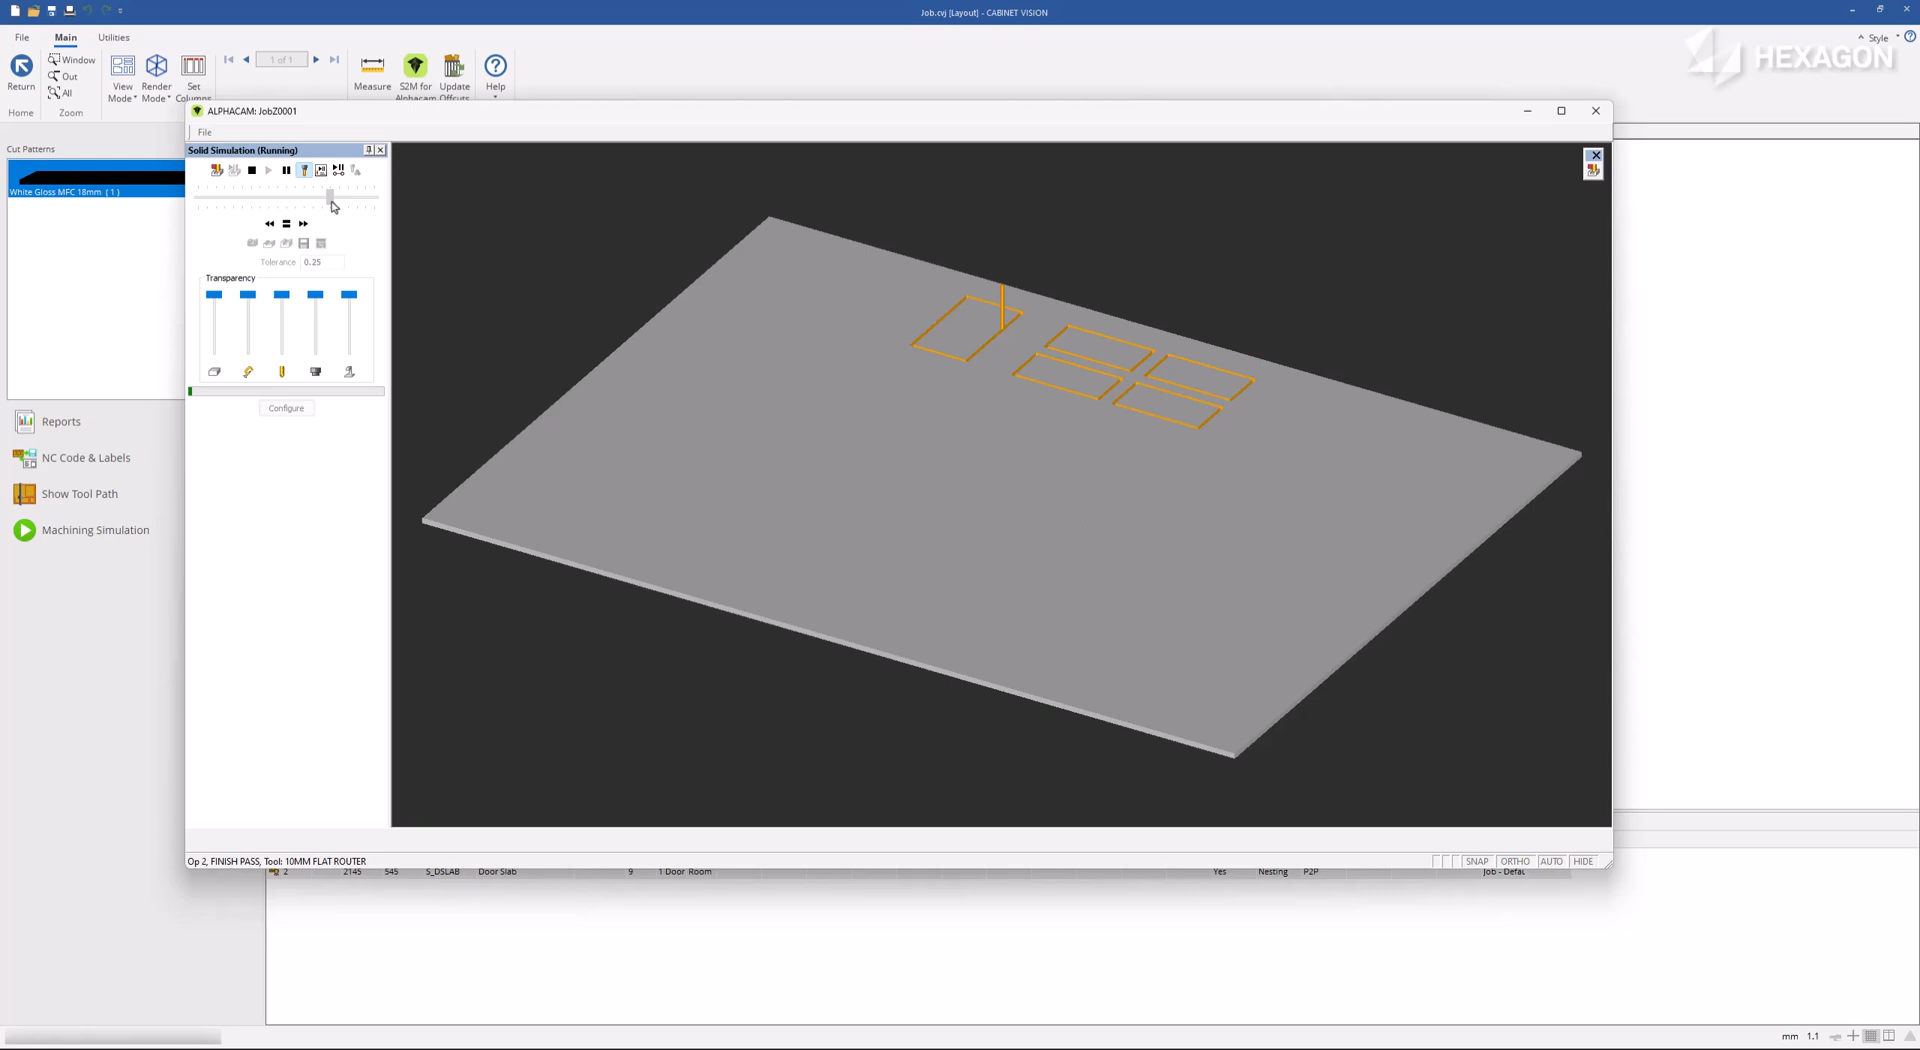 Job.cvj [Layout] - CABINET VISION
File Main Utilities
Style
HEXAGON
Window
Out
All
1 of 1
Return
View Mode
Render Mode
Set Columns
Measure
S2M for Alphacam
Update Offcuts
Help
Home
Zoom
ALPHACAM: JobZ0001
File
Cut Patterns
Solid Simulation (Running)
White Gloss MFC 18mm ( 1 )
Tolerance 0.25
Transparency
Configure
Reports
NC Code & Labels
Show Tool Path
Machining Simulation
Op 2, FINISH PASS, Tool: 10MM FLAT ROUTER
SNAP ORTHO AUTO HIDE
2 2145 545 S_DSLAB Door Slab 9 1 Door Room Yes Nesting P2P Job - Defau
mm 1.1